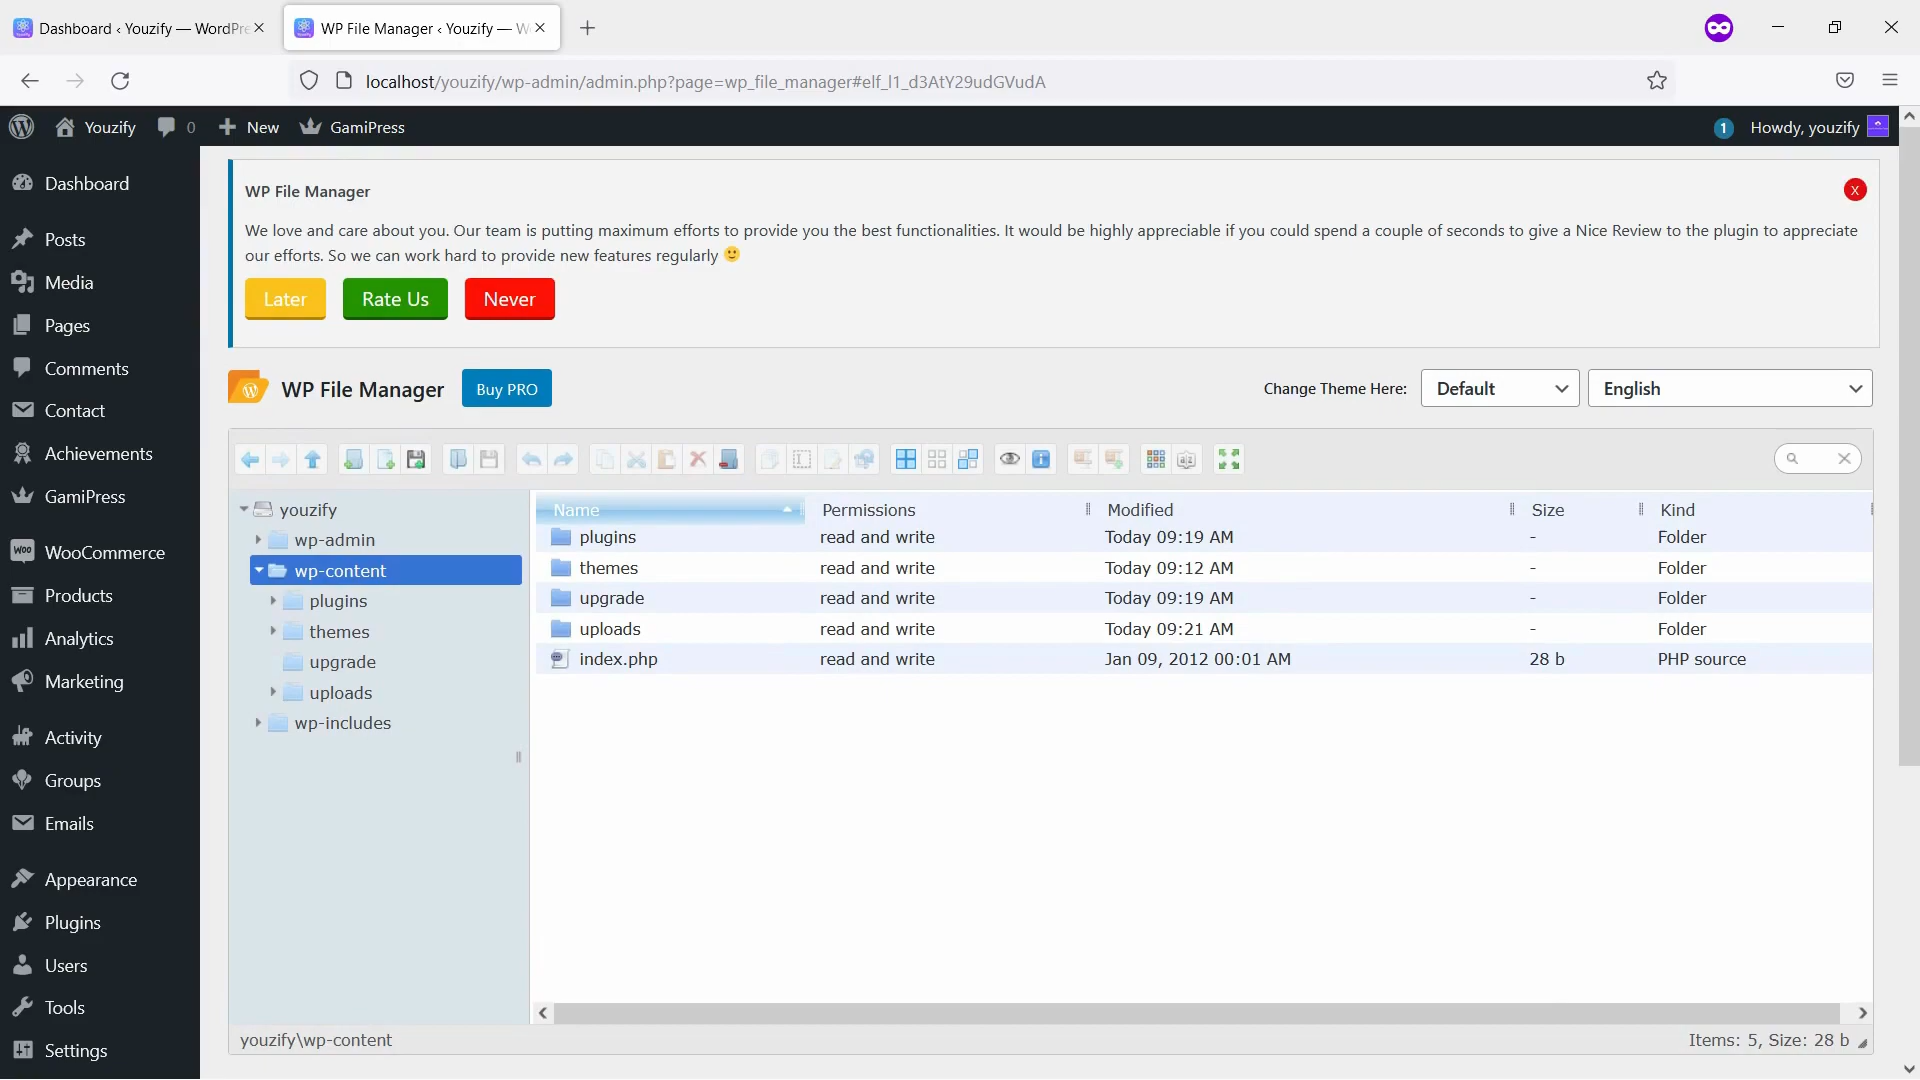 Dashboard ‹ Youzify — WordPre
WP File Manager ‹ Youzify — W
localhost/youzify/wp-admin/admin.php?page=wp_file_manager#elf_l1_d3AtY29udGVudA
Youzify
0
New
GamiPress
1
Howdy, youzify
Dashboard
Posts
Media
Pages
Comments
Contact
Achievements
GamiPress
Woo
WooCommerce
Products
Analytics
Marketing
Activity
Groups
Emails
Appearance
Plugins
Users
Tools
Settings
WP File Manager
X
We love and care about you. Our team is putting maximum efforts to provide you the best functionalities. It would be highly appreciable if you could spend a couple of seconds to give a Nice Review to the plugin to appreciate
our efforts. So we can work hard to provide new features regularly 🙂
Later
Rate Us
Never
WP File Manager
Buy PRO
Change Theme Here:
Default
English
youzify
wp-admin
wp-content
plugins
themes
upgrade
uploads
wp-includes
Name Permissions Modified Size Kind
plugins read and write Today 09:19 AM - Folder
themes read and write Today 09:12 AM - Folder
upgrade read and write Today 09:19 AM - Folder
uploads read and write Today 09:21 AM - Folder
index.php read and write Jan 09, 2012 00:01 AM 28 b PHP source
youzify\wp-content
Items: 5, Size: 28 b